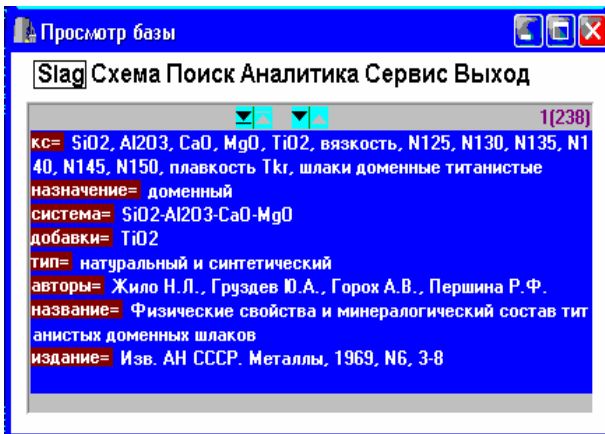 Просмотр базы
Slag Схема Поиск Аналитика Сервис Выход
1(238)
кс= SiO2, Al2O3, CaO, MgO, TiO2, вязкость, N125, N130, N135, N1
40, N145, N150, плавкость Tkr, шлаки доменные титанистые
назначение= доменный
система= SiO2-Al2O3-CaO-MgO
добавки= TiO2
тип= натуральный и синтетический
авторы= Жило Н.Л., Груздев Ю.А., Горох А.В., Першина Р.Ф.
название= Физические свойства и минералогический состав тит
анистых доменных шлаков
издание= Изв. АН СССР. Металлы, 1969, N6, 3-8